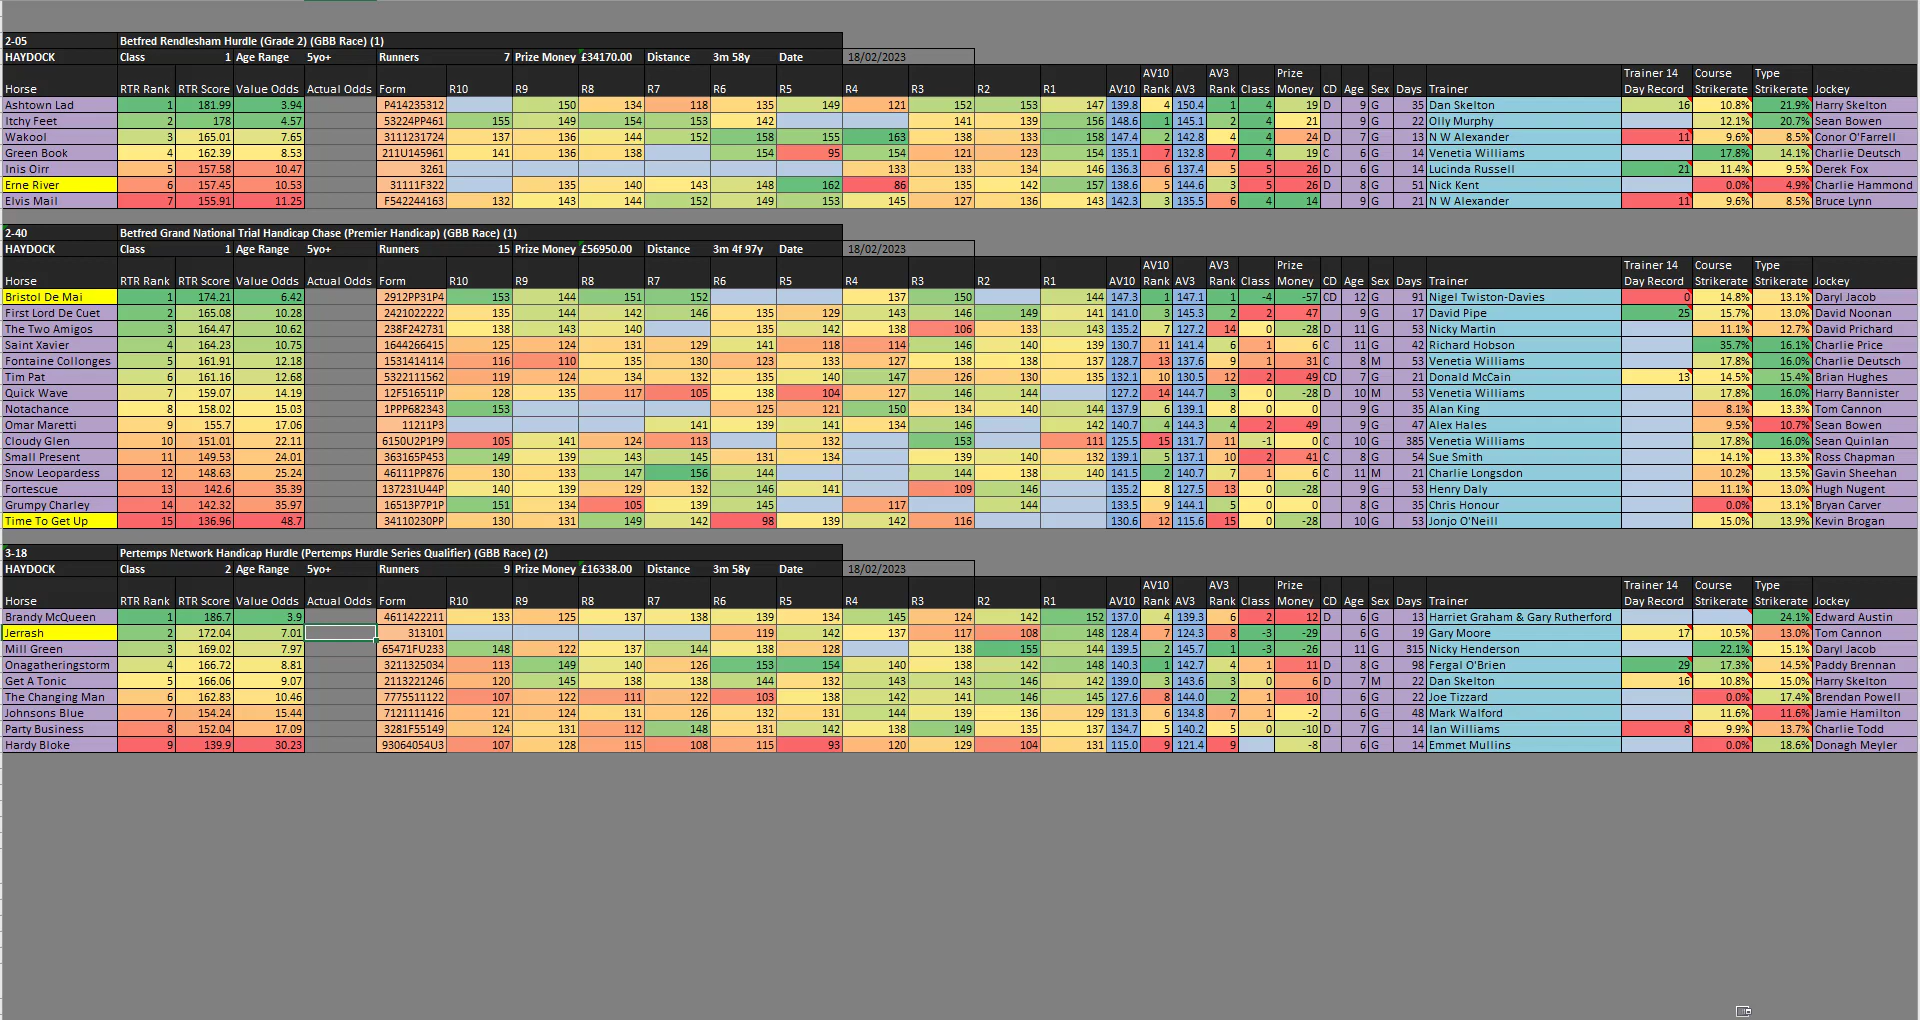 2-05 Betfred Rendlesham Hurdle (Grade 2) (GBB Race) (1)
HAYDOCK Class 1 Age Range 5yo+ Runners 7 Prize Money £34170.00 Distance 3m 58y Date 18/02/2023
AV10 AV3 Prize Trainer 14 Course Type
Horse RTR Rank RTR Score Value Odds Actual Odds Form R10 R9 R8 R7 R6 R5 R4 R3 R2 R1 AV10 Rank AV3 Rank Class Money CD Age Sex Days Trainer Day Record Strikerate Strikerate Jockey
Ashtown Lad 1 181.99 3.94 P414235312 150 134 118 135 149 121 152 153 147 139.8 4 150.4 1 4 19 D 9 G 35 Dan Skelton 16 10.8% 21.9% Harry Skelton
Itchy Feet 2 178 4.57 53224PP461 155 149 154 153 142 141 139 156 148.6 1 145.1 2 4 21 9 G 22 Olly Murphy 12.1% 20.7% Sean Bowen
Wakool 3 165.01 7.65 3111231724 137 136 144 152 158 155 163 138 133 158 147.4 2 142.8 4 4 24 D 7 G 13 N W Alexander 11 9.6% 8.5% Conor O'Farrell
Green Book 4 162.39 8.53 211U145961 141 136 138 154 95 154 121 123 154 135.1 7 132.8 7 4 19 C 6 G 14 Venetia Williams 17.8% 14.1% Charlie Deutsch
Inis Oirr 5 157.58 10.47 3261 133 133 134 146 136.3 6 137.4 5 5 26 D 6 G 14 Lucinda Russell 21 11.4% 9.5% Derek Fox
Erne River 6 157.45 10.53 31111F322 135 140 143 148 162 86 135 142 157 138.6 5 144.6 3 5 26 D 8 G 51 Nick Kent 0.0% 4.9% Charlie Hammond
Elvis Mail 7 155.91 11.25 F542244163 132 143 144 152 149 153 145 127 136 143 142.3 3 135.5 6 4 14 9 G 21 N W Alexander 11 9.6% 8.5% Bruce Lynn
2-40 Betfred Grand National Trial Handicap Chase (Premier Handicap) (GBB Race) (1)
HAYDOCK Class 1 Age Range 5yo+ Runners 15 Prize Money £56950.00 Distance 3m 4f 97y Date 18/02/2023
AV10 AV3 Prize Trainer 14 Course Type
Horse RTR Rank RTR Score Value Odds Actual Odds Form R10 R9 R8 R7 R6 R5 R4 R3 R2 R1 AV10 Rank AV3 Rank Class Money CD Age Sex Days Trainer Day Record Strikerate Strikerate Jockey
Bristol De Mai 1 174.21 6.42 2912PP31P4 153 144 151 152 137 150 144 147.3 1 147.1 1 -4 -57 CD 12 G 91 Nigel Twiston-Davies 0 14.8% 13.1% Daryl Jacob
First Lord De Cuet 2 165.08 10.28 2421022222 135 144 142 146 135 129 143 146 149 141 141.0 3 145.3 2 2 47 9 G 17 David Pipe 25 15.7% 13.0% David Noonan
The Two Amigos 3 164.47 10.62 238F242731 138 143 140 135 142 138 106 133 143 135.2 7 127.2 14 0 -28 D 11 G 53 Nicky Martin 11.1% 12.7% David Prichard
Saint Xavier 4 164.23 10.75 1644266415 125 124 131 129 141 118 114 146 140 139 130.7 11 141.4 6 1 6 C 11 G 42 Richard Hobson 35.7% 16.1% Charlie Price
Fontaine Collonges 5 161.91 12.18 1531414114 116 110 135 130 123 133 127 138 138 137 128.7 13 137.6 9 1 31 C 8 M 53 Venetia Williams 17.8% 16.0% Charlie Deutsch
Tim Pat 6 161.16 12.68 5322111562 119 124 134 132 135 140 147 126 130 135 132.1 10 130.5 12 2 49 CD 7 G 21 Donald McCain 13 14.5% 15.4% Brian Hughes
Quick Wave 7 159.07 14.19 12F516511P 128 135 117 105 138 104 127 146 144 127.2 14 144.7 3 0 -28 D 10 M 53 Venetia Williams 17.8% 16.0% Harry Bannister
Notachance 8 158.02 15.03 1PPP682343 153 125 121 150 134 140 144 137.9 6 139.1 8 0 0 9 G 35 Alan King 8.1% 13.3% Tom Cannon
Omar Maretti 9 155.7 17.06 11211P3 141 139 141 134 146 142 140.7 4 144.3 4 2 49 9 G 47 Alex Hales 9.5% 10.7% Sean Bowen
Cloudy Glen 10 151.01 22.11 6150U2P1P9 105 141 124 113 132 153 111 125.5 15 131.7 11 -1 0 C 10 G 385 Venetia Williams 17.8% 16.0% Sean Quinlan
Small Present 11 149.53 24.01 363165P453 149 139 143 145 131 134 139 140 132 139.1 5 137.1 10 2 41 C 8 G 54 Sue Smith 14.1% 13.3% Ross Chapman
Snow Leopardess 12 148.63 25.24 46111PP876 130 133 147 156 144 144 138 140 141.5 2 140.7 7 1 6 C 11 M 21 Charlie Longsdon 10.2% 13.5% Gavin Sheehan
Fortescue 13 142.6 35.39 137231U44P 140 139 129 132 146 141 109 146 135.2 8 127.5 13 0 -28 9 G 53 Henry Daly 11.1% 13.0% Hugh Nugent
Grumpy Charley 14 142.32 35.97 16513P7P1P 151 134 105 139 145 117 144 133.5 9 144.1 5 0 0 8 G 35 Chris Honour 0.0% 13.1% Bryan Carver
Time To Get Up 15 136.96 48.7 34110230PP 130 131 149 142 98 139 142 116 130.6 12 115.6 15 0 -28 10 G 53 Jonjo O'Neill 15.0% 13.9% Kevin Brogan
3-18 Pertemps Network Handicap Hurdle (Pertemps Hurdle Series Qualifier) (GBB Race) (2)
HAYDOCK Class 2 Age Range 5yo+ Runners 9 Prize Money £16338.00 Distance 3m 58y Date 18/02/2023
AV10 AV3 Prize Trainer 14 Course Type
Horse RTR Rank RTR Score Value Odds Actual Odds Form R10 R9 R8 R7 R6 R5 R4 R3 R2 R1 AV10 Rank AV3 Rank Class Money CD Age Sex Days Trainer Day Record Strikerate Strikerate Jockey
Brandy McQueen 1 186.7 3.9 4611422211 133 125 137 138 139 134 145 124 142 152 137.0 7 139.3 6 2 12 D 6 G 13 Harriet Graham & Gary Rutherford 24.1% Edward Austin
Jerrash 2 172.04 7.01 313101 119 142 137 117 108 148 128.4 7 124.3 8 -3 -29 6 G 19 Gary Moore 17 10.5% 13.0% Tom Cannon
Mill Green 3 169.02 7.97 65471FU233 148 122 137 144 138 128 138 155 144 139.5 2 145.7 1 -3 -26 11 G 315 Nicky Henderson 22.1% 15.1% Daryl Jacob
Onagatheringstorm 4 166.72 8.81 3211325034 113 149 140 126 153 154 140 138 142 148 140.3 1 142.7 4 1 11 D 8 G 98 Fergal O'Brien 29 17.3% 14.5% Paddy Brennan
Get A Tonic 5 166.06 9.07 2113221246 120 145 138 138 144 132 143 143 146 142 139.0 3 143.6 3 0 6 D 7 M 22 Dan Skelton 16 10.8% 15.0% Harry Skelton
The Changing Man 6 162.83 10.46 7775511122 107 122 111 122 103 138 142 141 146 145 127.6 8 144.0 2 1 10 6 G 22 Joe Tizzard 0.0% 17.4% Brendan Powell
Johnsons Blue 7 154.24 15.44 7121111416 121 124 131 126 132 131 144 139 136 129 131.3 6 134.8 7 1 -2 6 G 48 Mark Walford 11.6% 11.6% Jamie Hamilton
Party Business 8 152.04 17.09 3281F55149 124 131 112 148 131 142 138 149 135 137 134.7 5 140.2 5 0 -10 D 7 G 14 Ian Williams 8 9.9% 13.7% Charlie Todd
Hardy Bloke 9 139.9 30.23 93064054U3 107 128 115 108 115 93 120 129 104 131 115.0 9 121.4 9 -8 6 G 14 Emmet Mullins 0.0% 18.6% Donagh Meyler